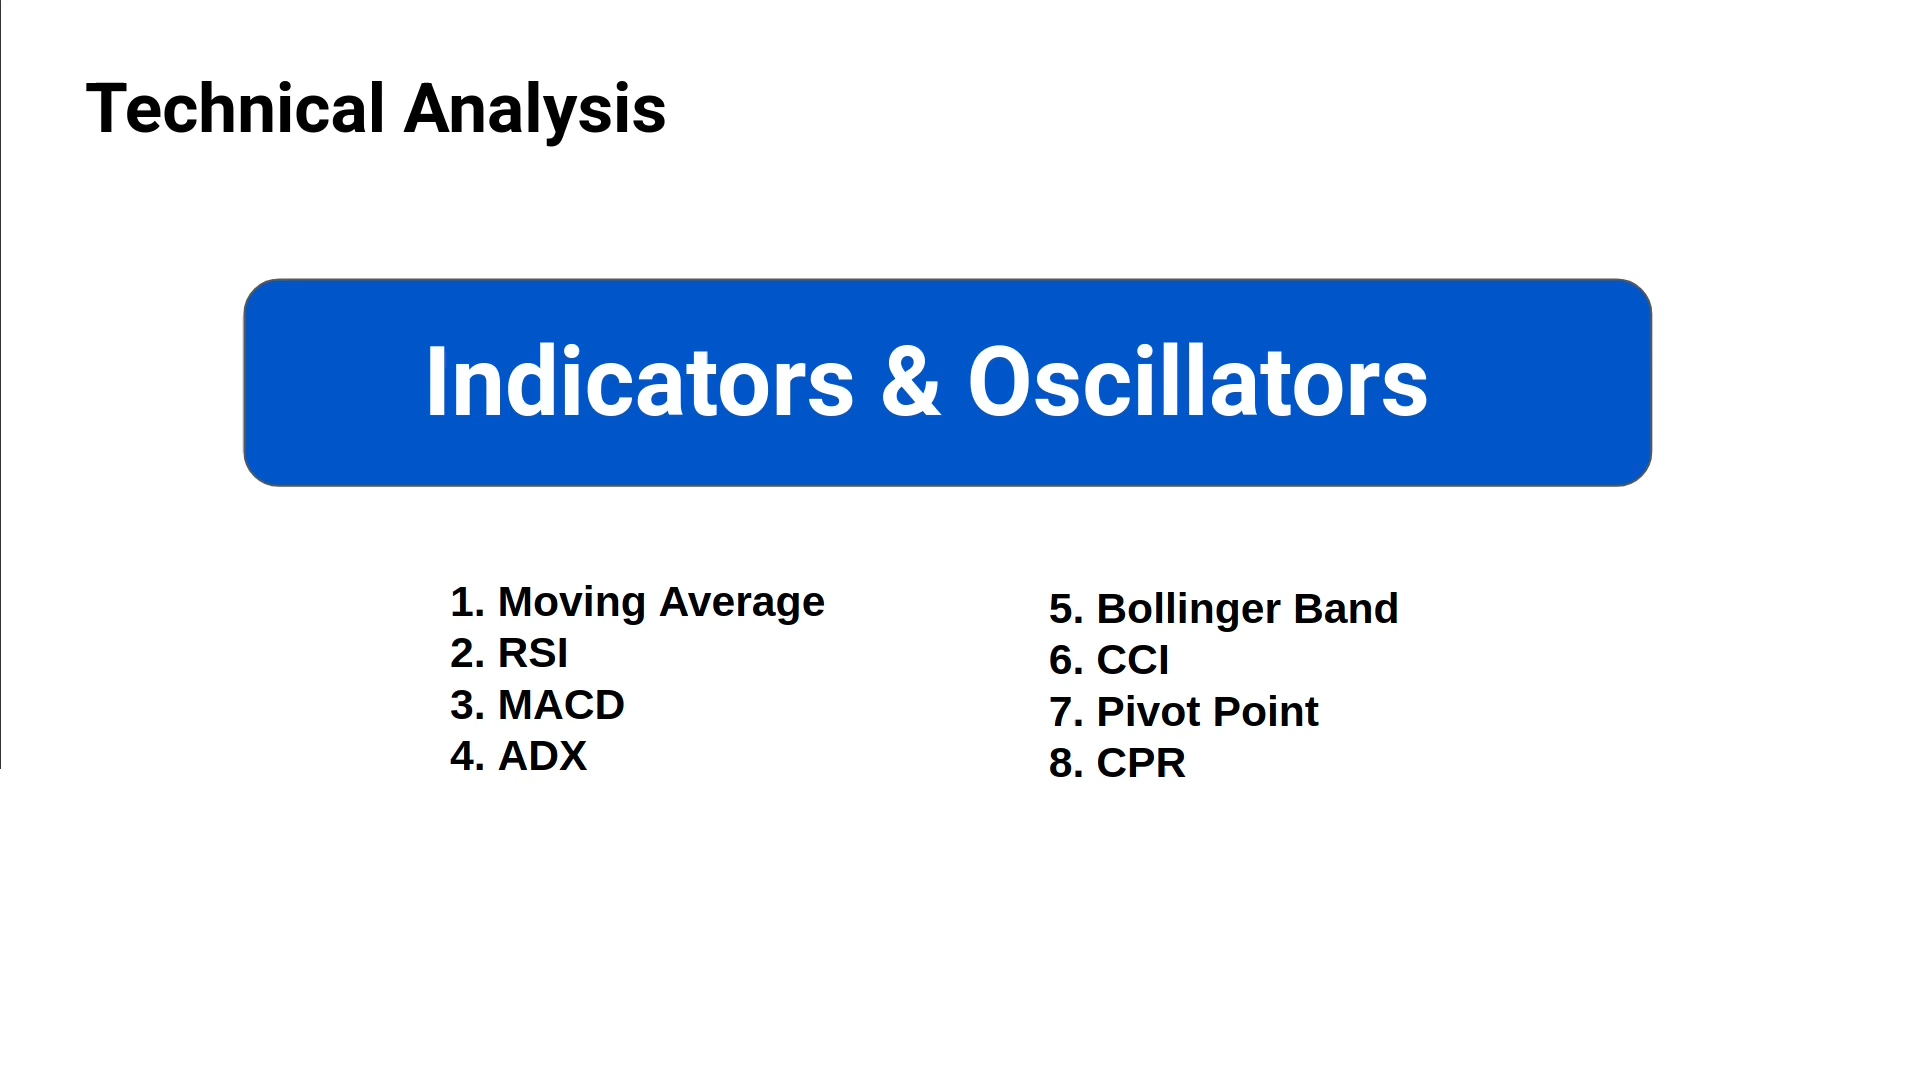 Technical Analysis
Indicators & Oscillators
1. Moving Average
2. RSI
3. MACD
4. ADX
5. Bollinger Band
6. CCI
7. Pivot Point
8. CPR